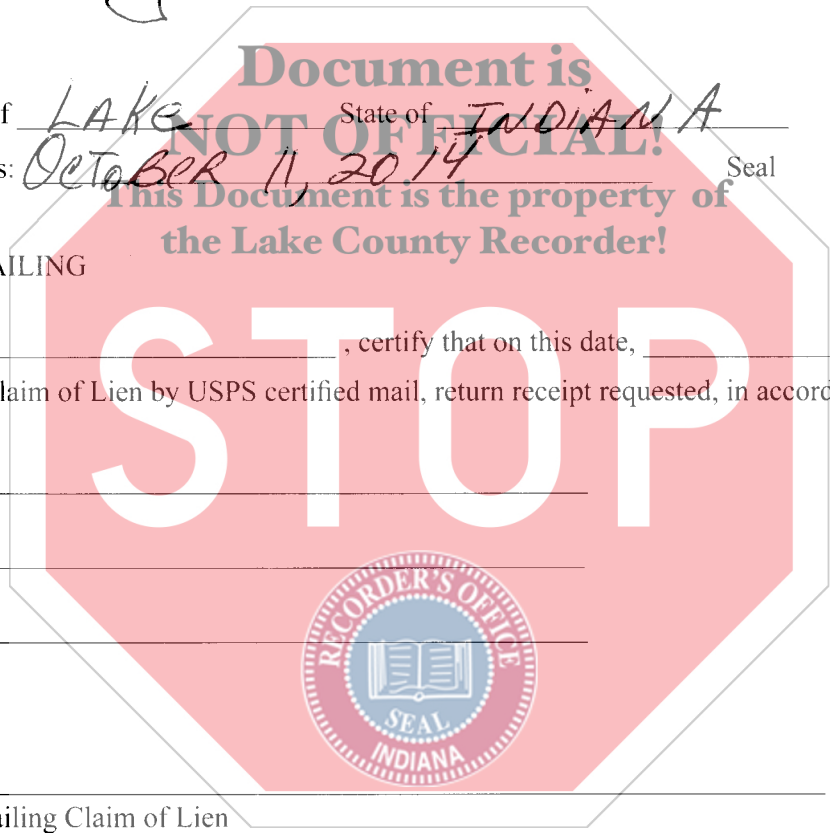 Document is
f LAKE State of INDIANA
NOT OFFICIAL!
s: OCTOBER 11, 2014 Seal
This Document is the property of
the Lake County Recorder!
AILING
, certify that on this date,
laim of Lien by USPS certified mail, return receipt requested, in accord
STOP
RECORDER'S OFFICE
SEAL
INDIANA
ailing Claim of Lien